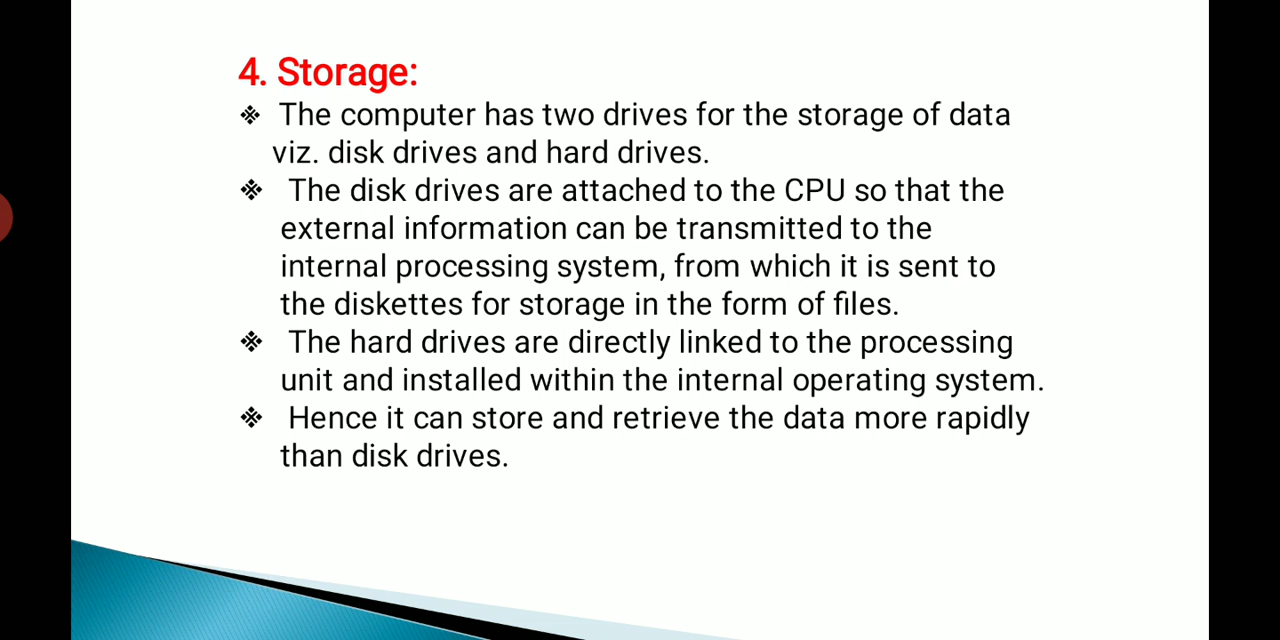 4. Storage:
❖ The computer has two drives for the storage of data
viz. disk drives and hard drives.
❖ The disk drives are attached to the CPU so that the
external information can be transmitted to the
internal processing system, from which it is sent to
the diskettes for storage in the form of files.
❖ The hard drives are directly linked to the processing
unit and installed within the internal operating system.
❖ Hence it can store and retrieve the data more rapidly
than disk drives.